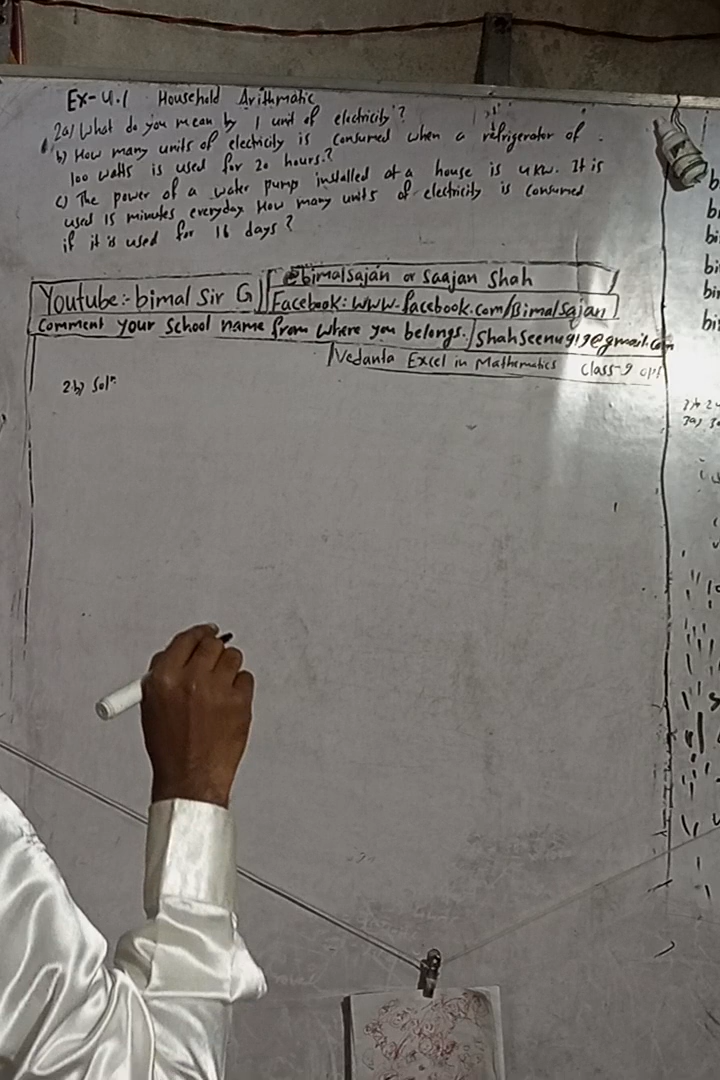 Ex-4.1 Household Arithmatic
2a) What do you mean by 1 unit of electricity?
b) How many units of electricity is consumed when a refrigerator of
100 watts is used for 20 hours.?
c) The power of a water pump installed at a house is 4 kw. It is
used 15 minutes everyday. How many units of electricity is consumed
if it is used for 16 days?
@bimalsajan or Saajan Shah
Youtube:- bimal Sir G
Facebook: www.facebook.com/Bimalsajan
Comment your school name from where you belongs.
Shahseenu919@gmail.com
Vedanta Excel in Mathematics class-9 opt
2b) Solⁿ